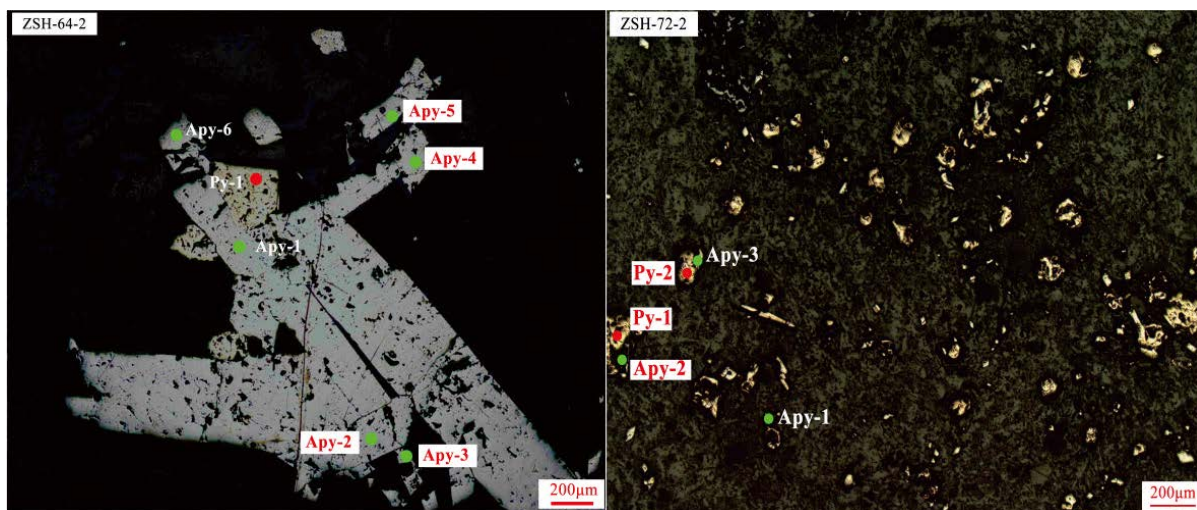 ZSH-64-2
Apy-5
Apy-6
Apy-4
Py-1
Apy-1
Apy-2
Apy-3
200μm
ZSH-72-2
Apy-3
Py-2
Py-1
Apy-2
Apy-1
200μm